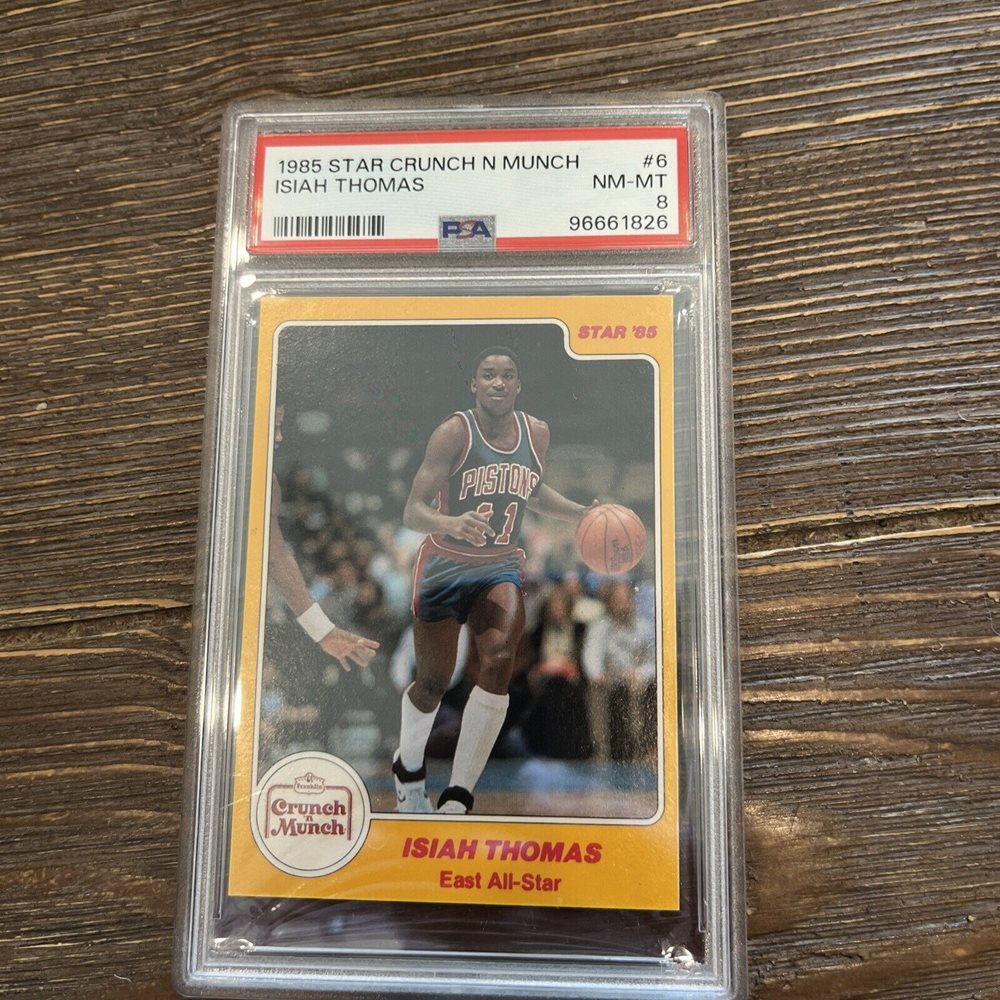 1985 STAR CRUNCH N MUNCH #6
ISIAH THOMAS NM-MT
8
PSA 96661826
STAR '85
PISTONS
11
Franklin
Crunch
'n
Munch
ISIAH THOMAS
East All-Star